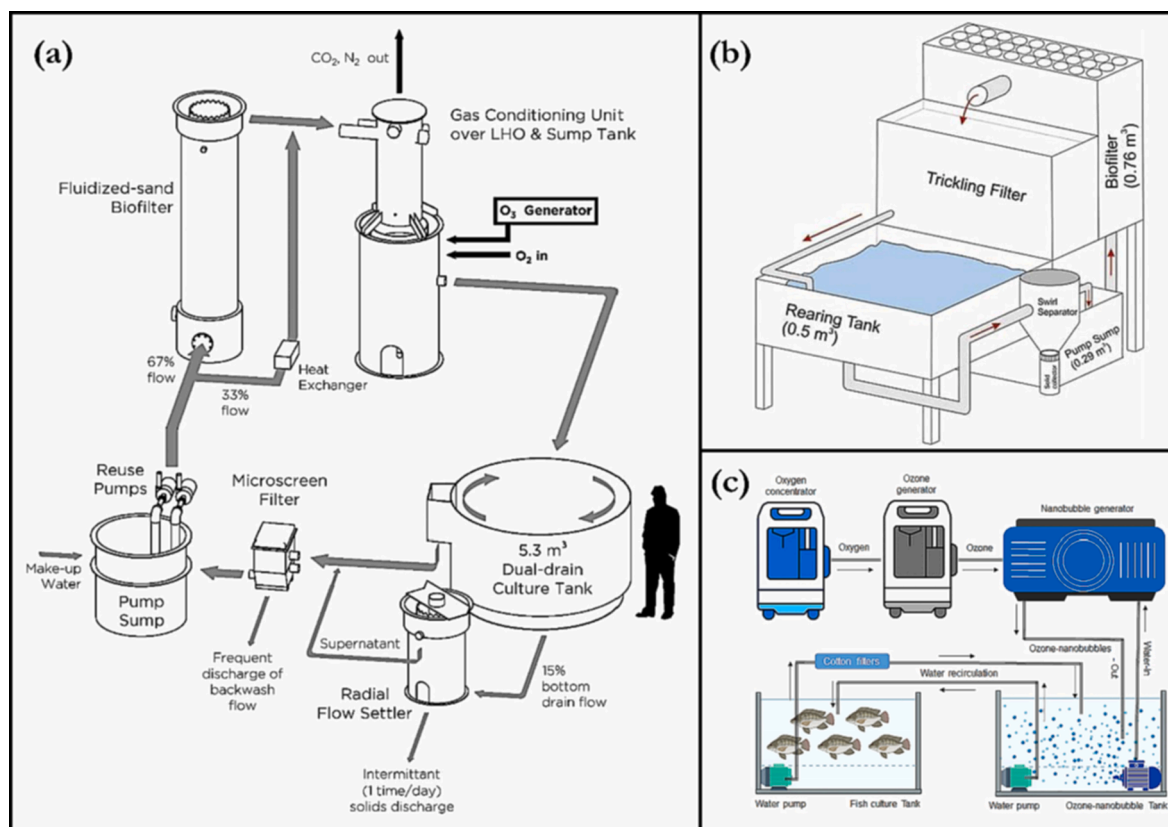 (a)
CO₂, N₂ out
Gas Conditioning Unit
over LHO & Sump Tank
Fluidized-sand
Biofilter
O₃ Generator
O₂ in
67%
flow
33%
flow
Heat
Exchanger
Reuse
Pumps
Microscreen
Filter
Make-up
Water
Pump
Sump
5.3 m³
Dual-drain
Culture Tank
Supernatant
Frequent
discharge of
backwash
flow
Radial
Flow Settler
15%
bottom
drain flow
Intermittant
(1 time/day)
solids discharge
(b)
Trickling Filter
Biofilter
(0.76 m³)
Rearing Tank
(0.5 m³)
Swirl
Separator
Pump Sump
(0.29 m³)
Solid
collector
(c)
Oxygen
concentrator
Ozone
generator
Nanobubble generator
Oxygen
Ozone
Ozone-nanobubbles
- Out
Water-in
Cotton filters
Water recirculation
Water pump
Fish culture Tank
Water pump
Ozone-nanobubble Tank